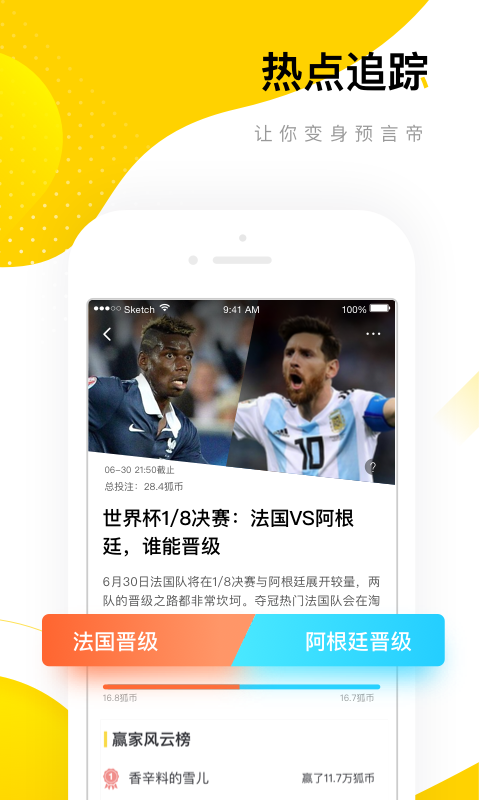 热点追踪
让你变身预言帝
Sketch 9:41 AM 100%
10
?
06-30 21:50截止
总投注：28.4狐币
世界杯1/8决赛：法国VS阿根
廷，谁能晋级
6月30日法国队将在1/8决赛与阿根廷展开较量，两
队的晋级之路都非常坎坷。夺冠热门法国队会在淘
法国晋级 阿根廷晋级
16.8狐币 16.7狐币
赢家风云榜
1 香辛料的雪儿 赢了11.7万狐币